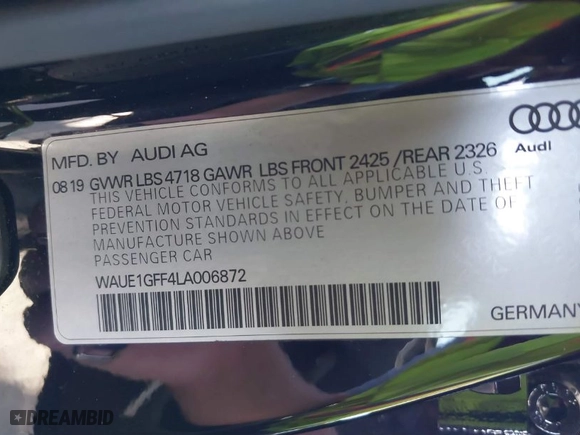 MFD. BY AUDI AG
0819 GVWR LBS 4718 GAWR LBS FRONT 2425 / REAR 2326
THIS VEHICLE CONFORMS TO ALL APPLICABLE U.S.
FEDERAL MOTOR VEHICLE SAFETY, BUMPER AND THEFT
PREVENTION STANDARDS IN EFFECT ON THE DATE OF
MANUFACTURE SHOWN ABOVE
PASSENGER CAR
WAUE1GFF4LA006872
Audi
GERMANY
DREAMBID